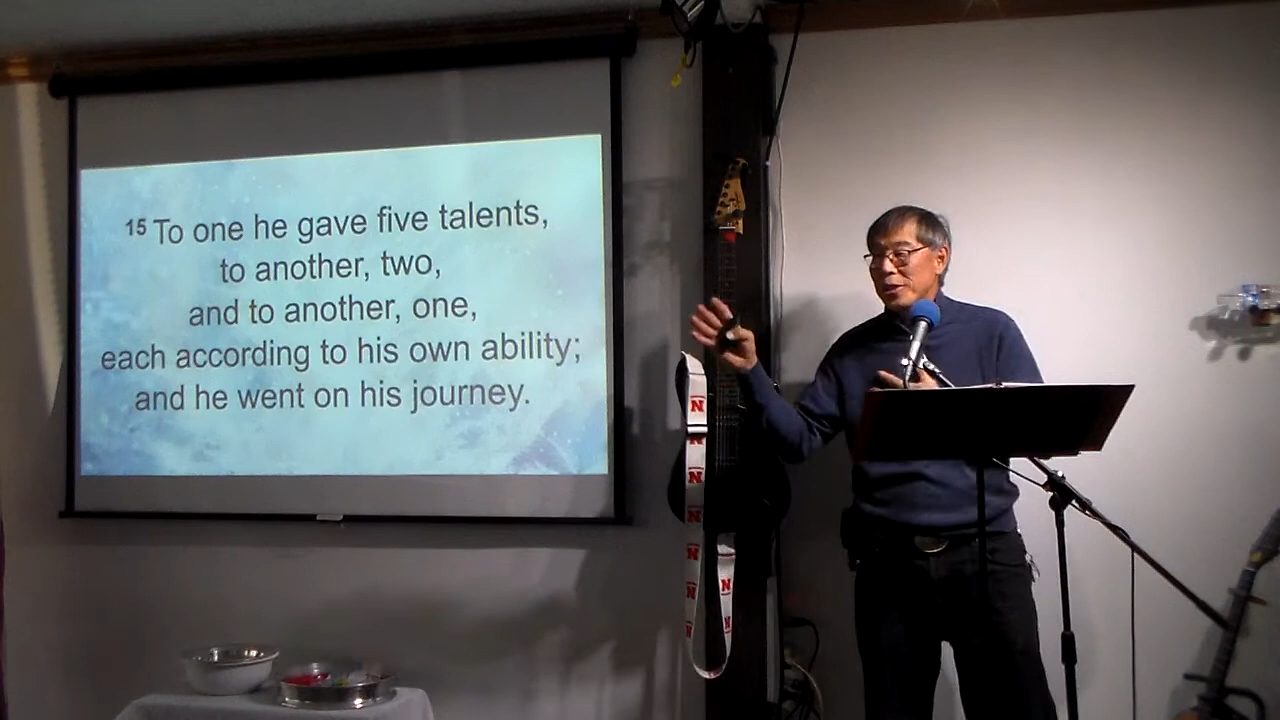 15 To one he gave five talents,
to another, two,
and to another, one,
each according to his own ability;
and he went on his journey.
N
N
N
N
N
N
N
N
N